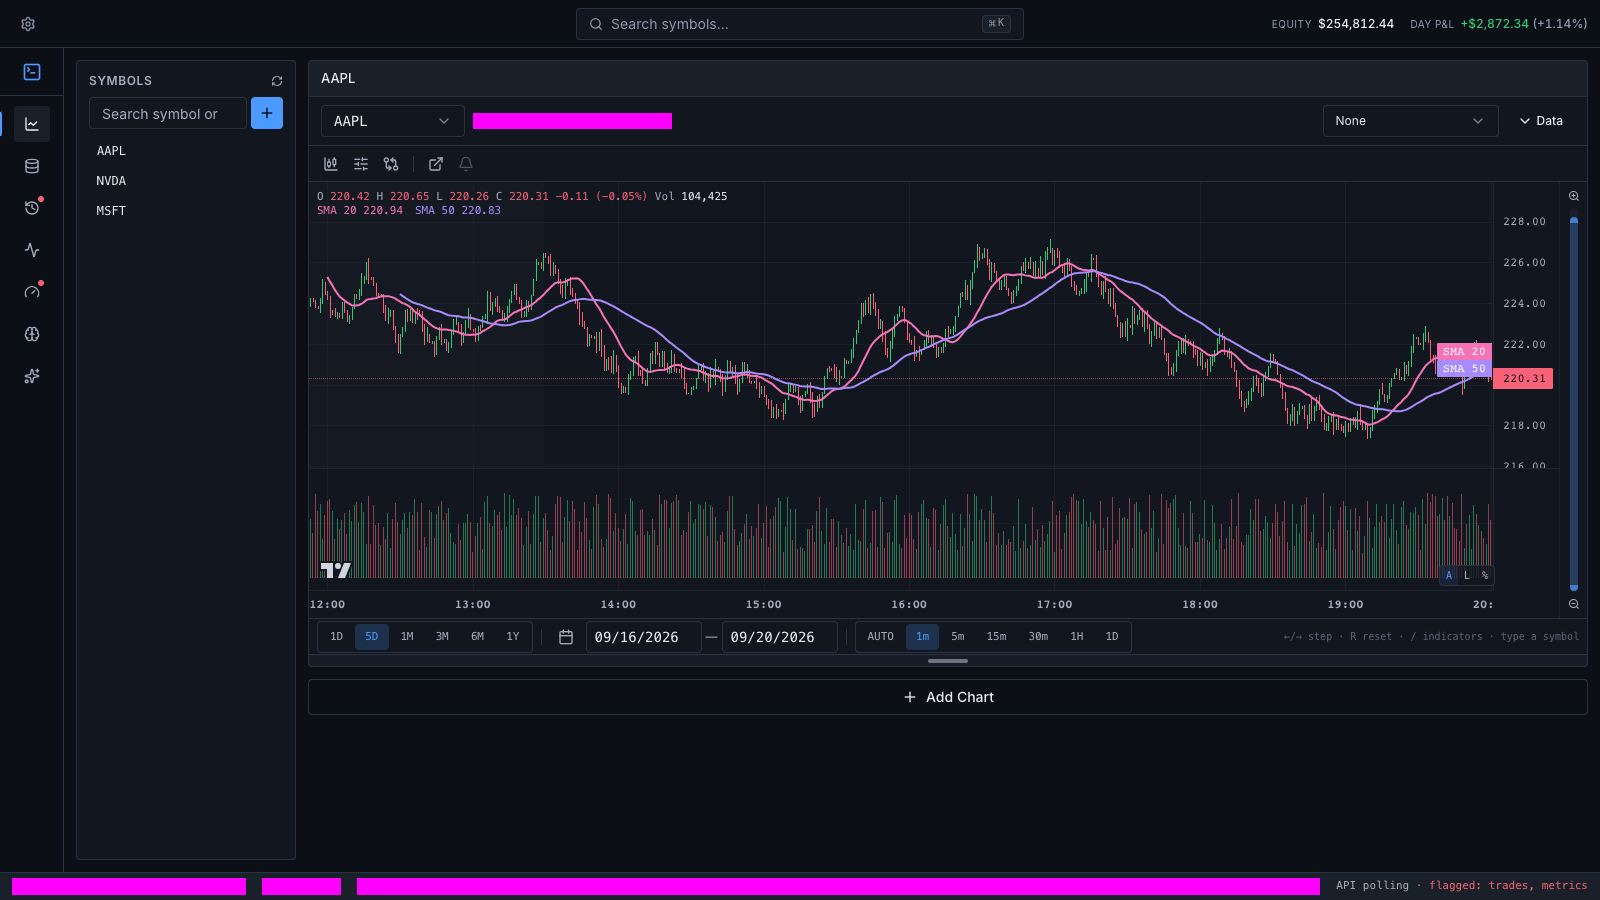 Search symbols... ⌘K
EQUITY $254,812.44 DAY P&L +$2,872.34 (+1.14%)
SYMBOLS
Search symbol or
AAPL
NVDA
MSFT
AAPL
AAPL
None
Data
O 220.42 H 220.65 L 220.26 C 220.31 −0.11 (−0.05%) Vol 104,425
SMA 20 220.94 SMA 50 220.83
228.00
226.00
224.00
222.00
SMA 20
SMA 50
220.31
218.00
216.00
A L %
12:00 13:00 14:00 15:00 16:00 17:00 18:00 19:00 20:
1D 5D 1M 3M 6M 1Y 09/16/2026 — 09/20/2026 AUTO 1m 5m 15m 30m 1H 1D
←/→ step · R reset · / indicators · type a symbol
Add Chart
API polling · flagged: trades, metrics